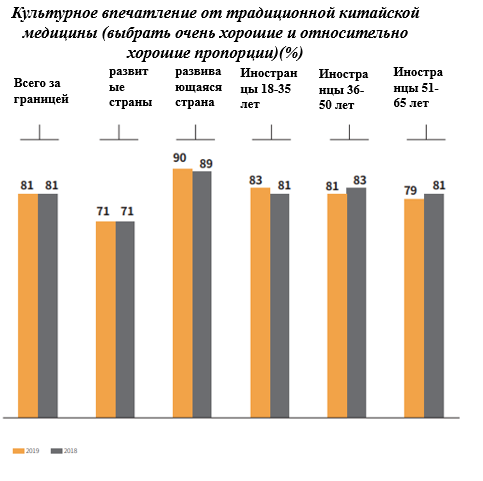 Культурное впечатление от традиционной китайской
медицины (выбрать очень хорошие и относительно
хорошие пропорции)(%)
Всего за
границей
развит
ые
страны
развива
ющаяся
страна
Иностран
цы 18-35
лет
Иностра
нцы 36-
50 лет
Иностра
нцы 51-
65 лет
81 81
71 71
90 89
83 81
81 83
79 81
2019 2018